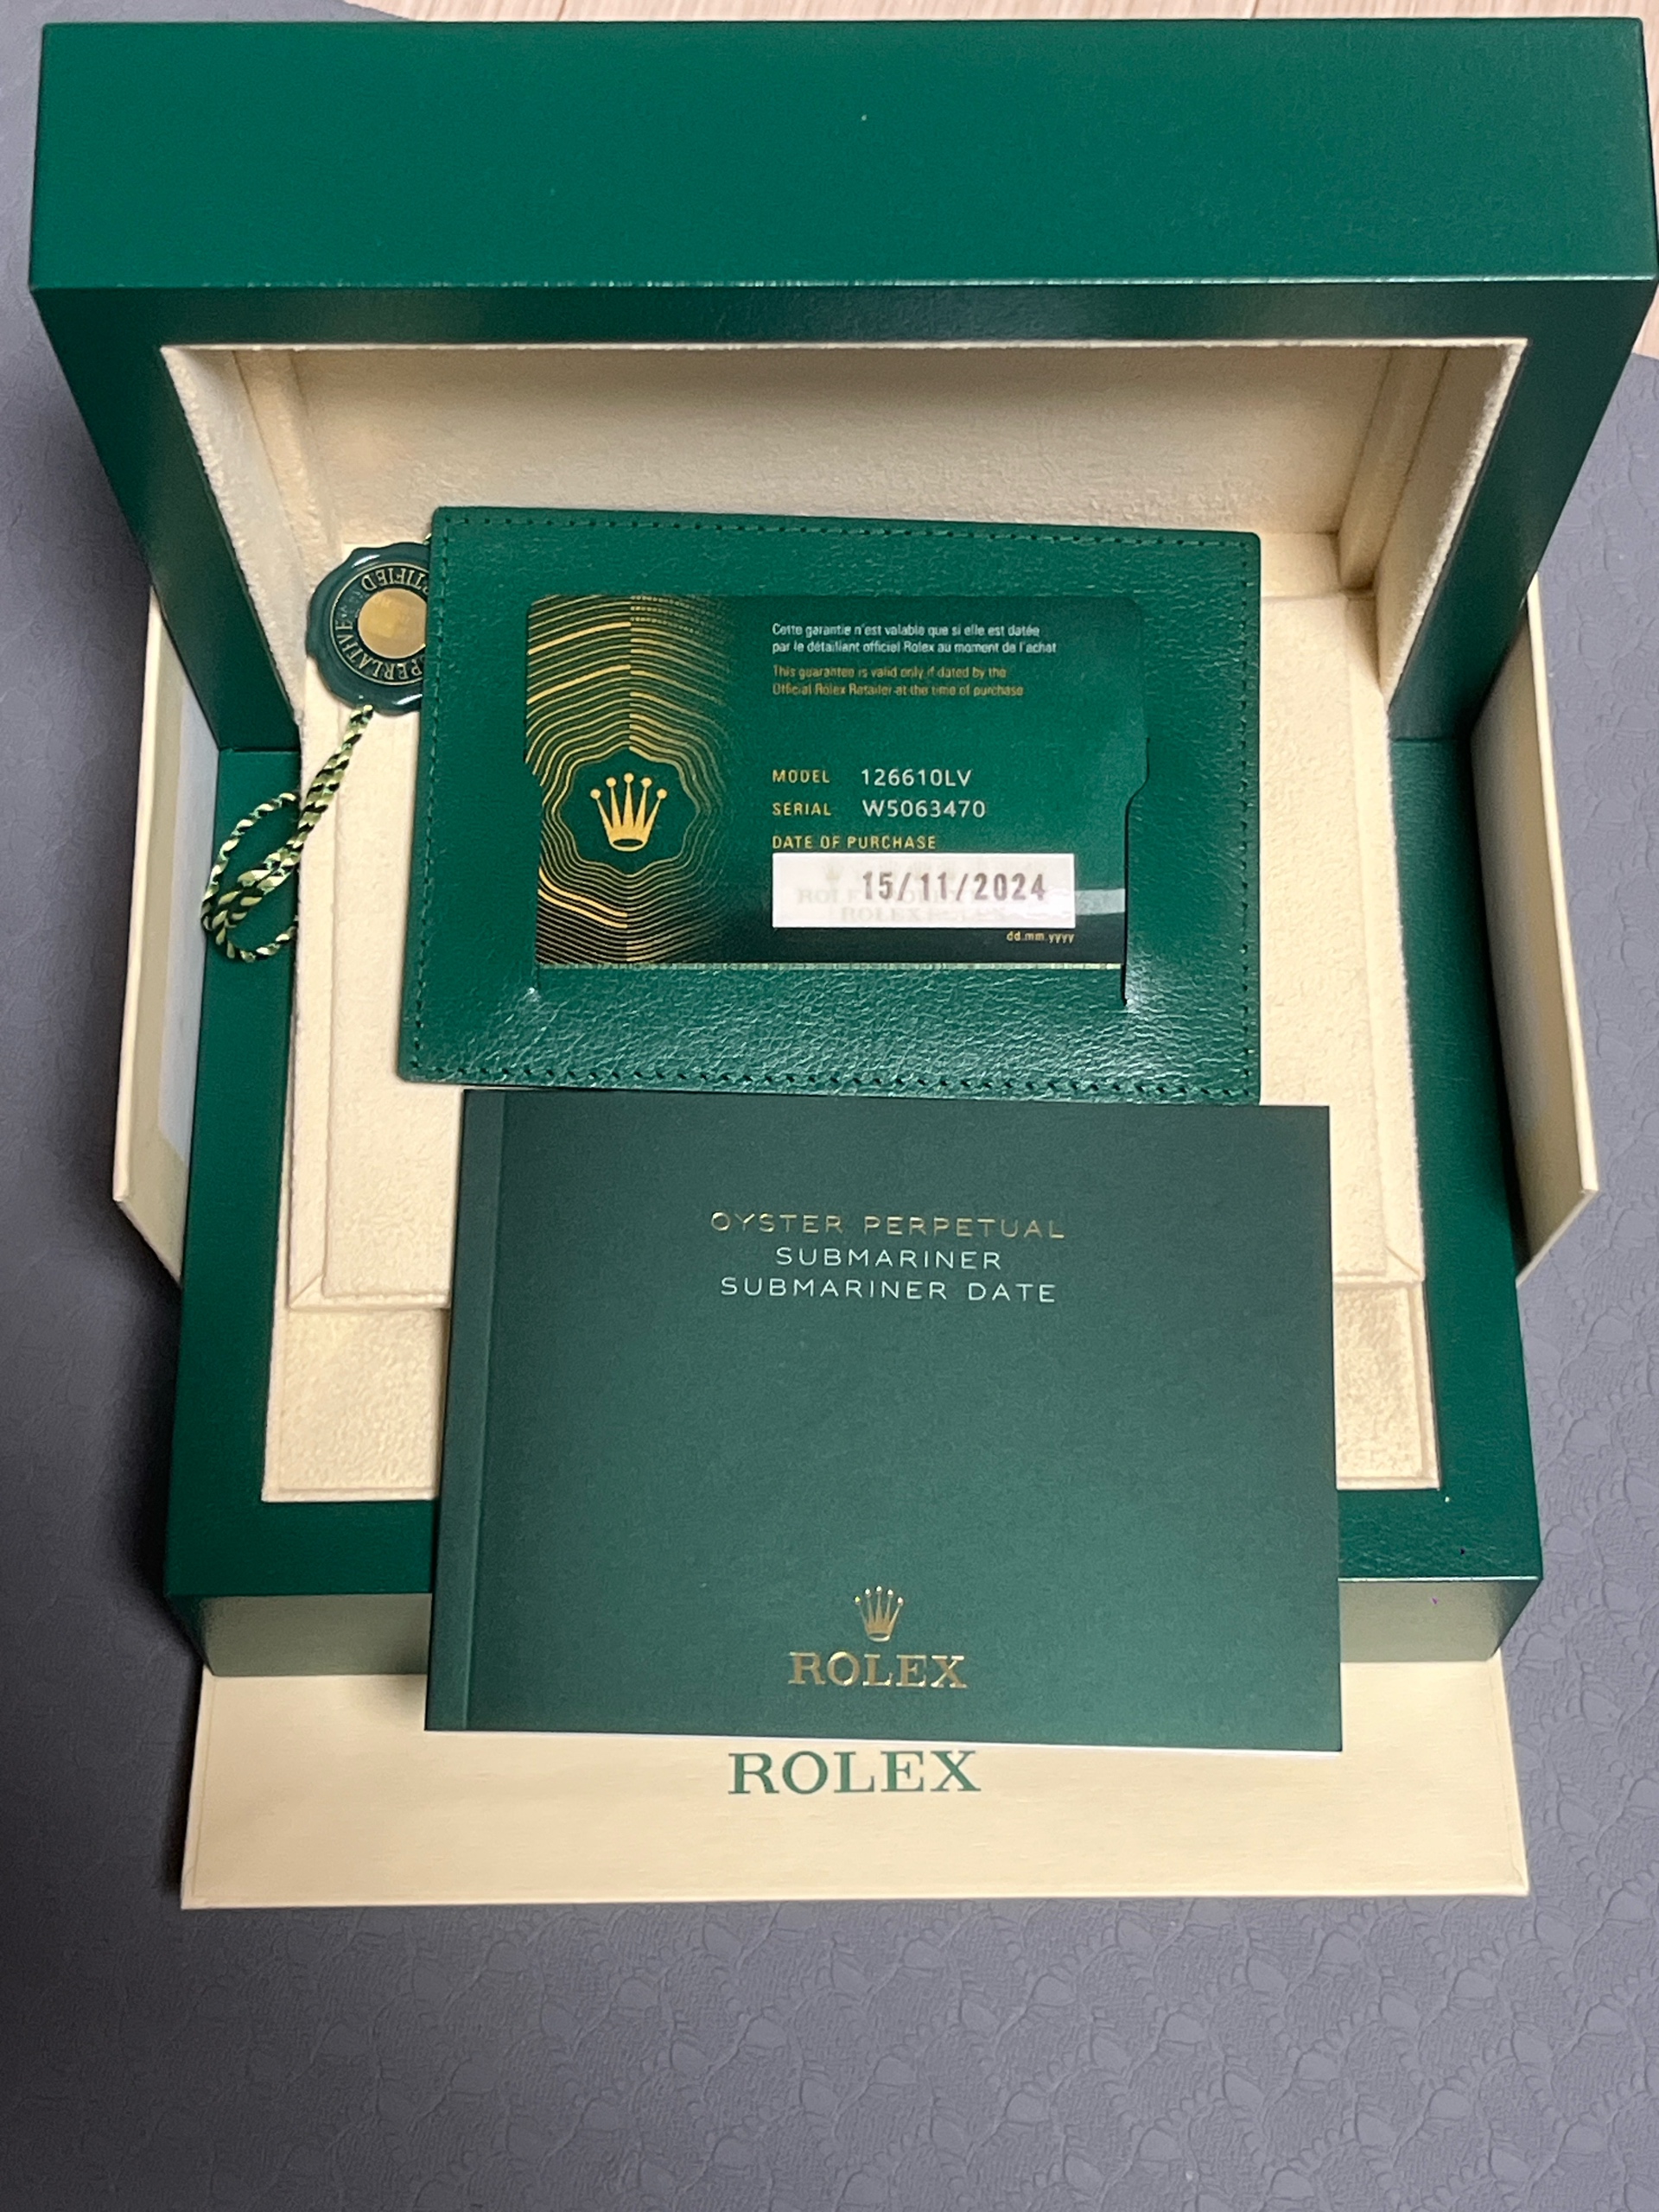 CERTIFIED
SUPERLATIVE
Cette garantie n'est valable que si elle est datée
par le détaillant officiel Rolex au moment de l'achat
This guarantee is valid only if dated by the
Official Rolex Retailer at the time of purchase
MODEL 126610LV
SERIAL W5063470
DATE OF PURCHASE
15/11/2024
dd.mm.yyyy
OYSTER PERPETUAL
SUBMARINER
SUBMARINER DATE
ROLEX
ROLEX